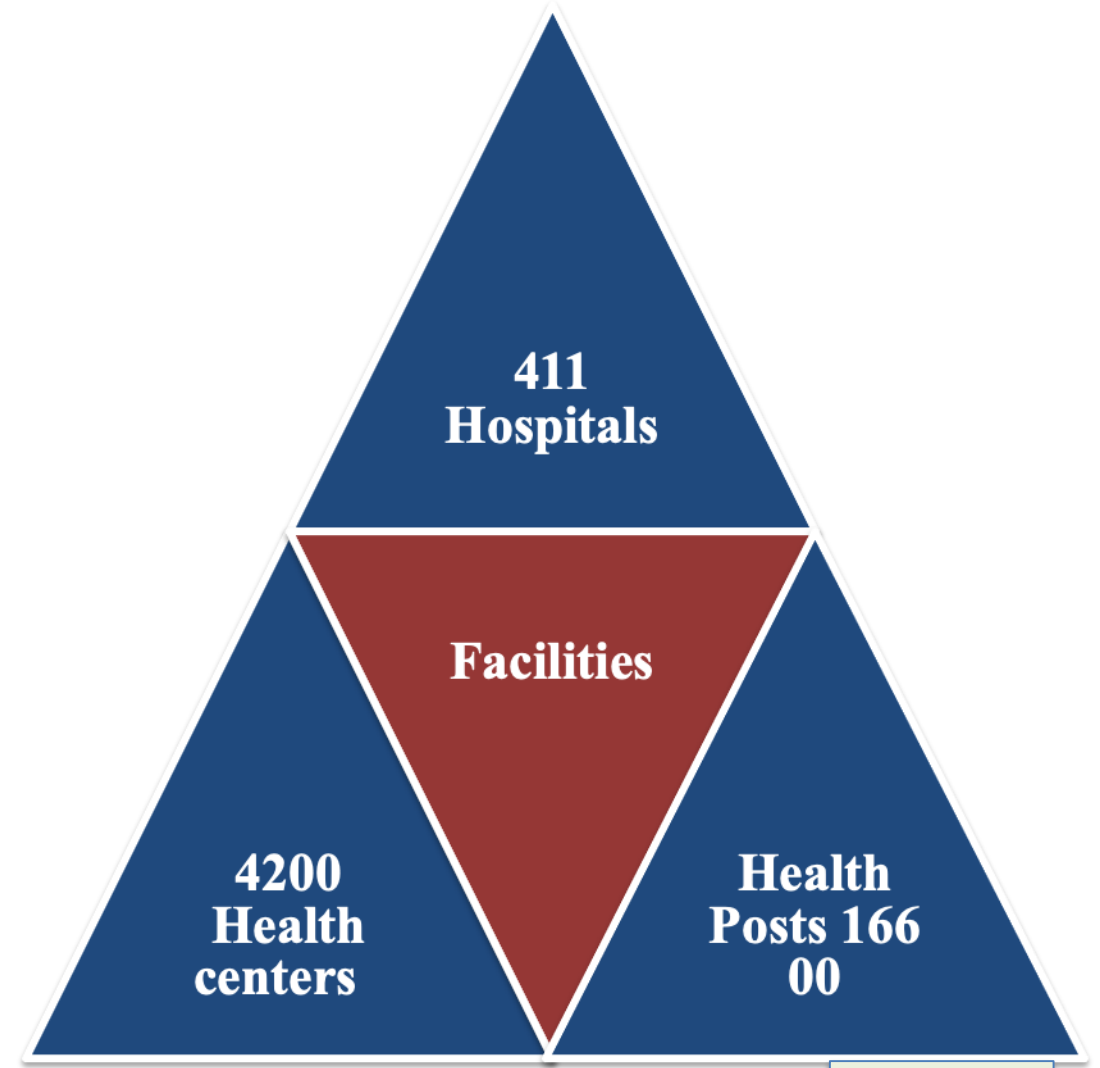 411
Hospitals
Facilities
4200
Health
centers
Health
Posts 166
00